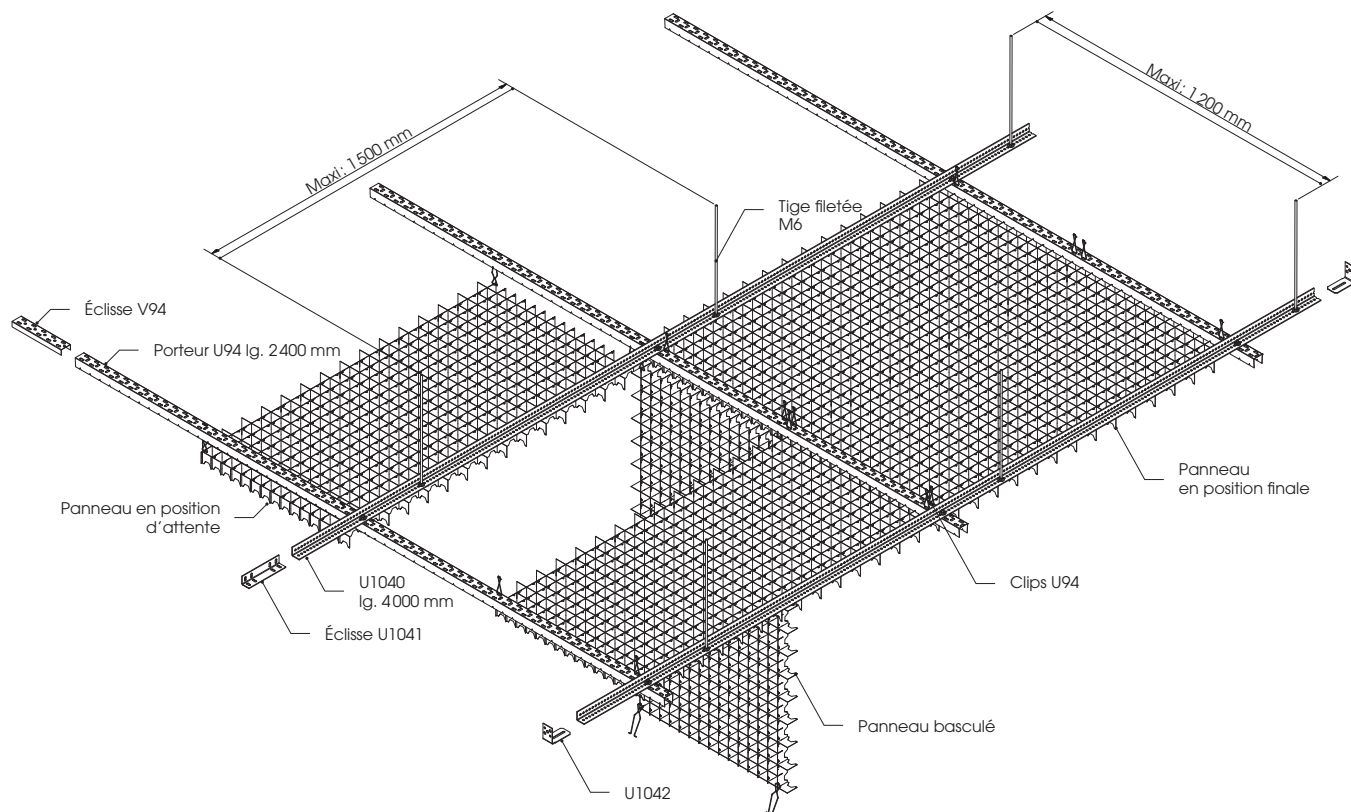 Maxi: 1200 mm
Maxi: 1500 mm
Tige filetée
M6
Éclisse V94
Porteur U94 lg. 2400 mm
Panneau
en position finale
Panneau en position
d'attente
U1040
lg. 4000 mm
Clips U94
Éclisse U1041
Panneau basculé
U1042